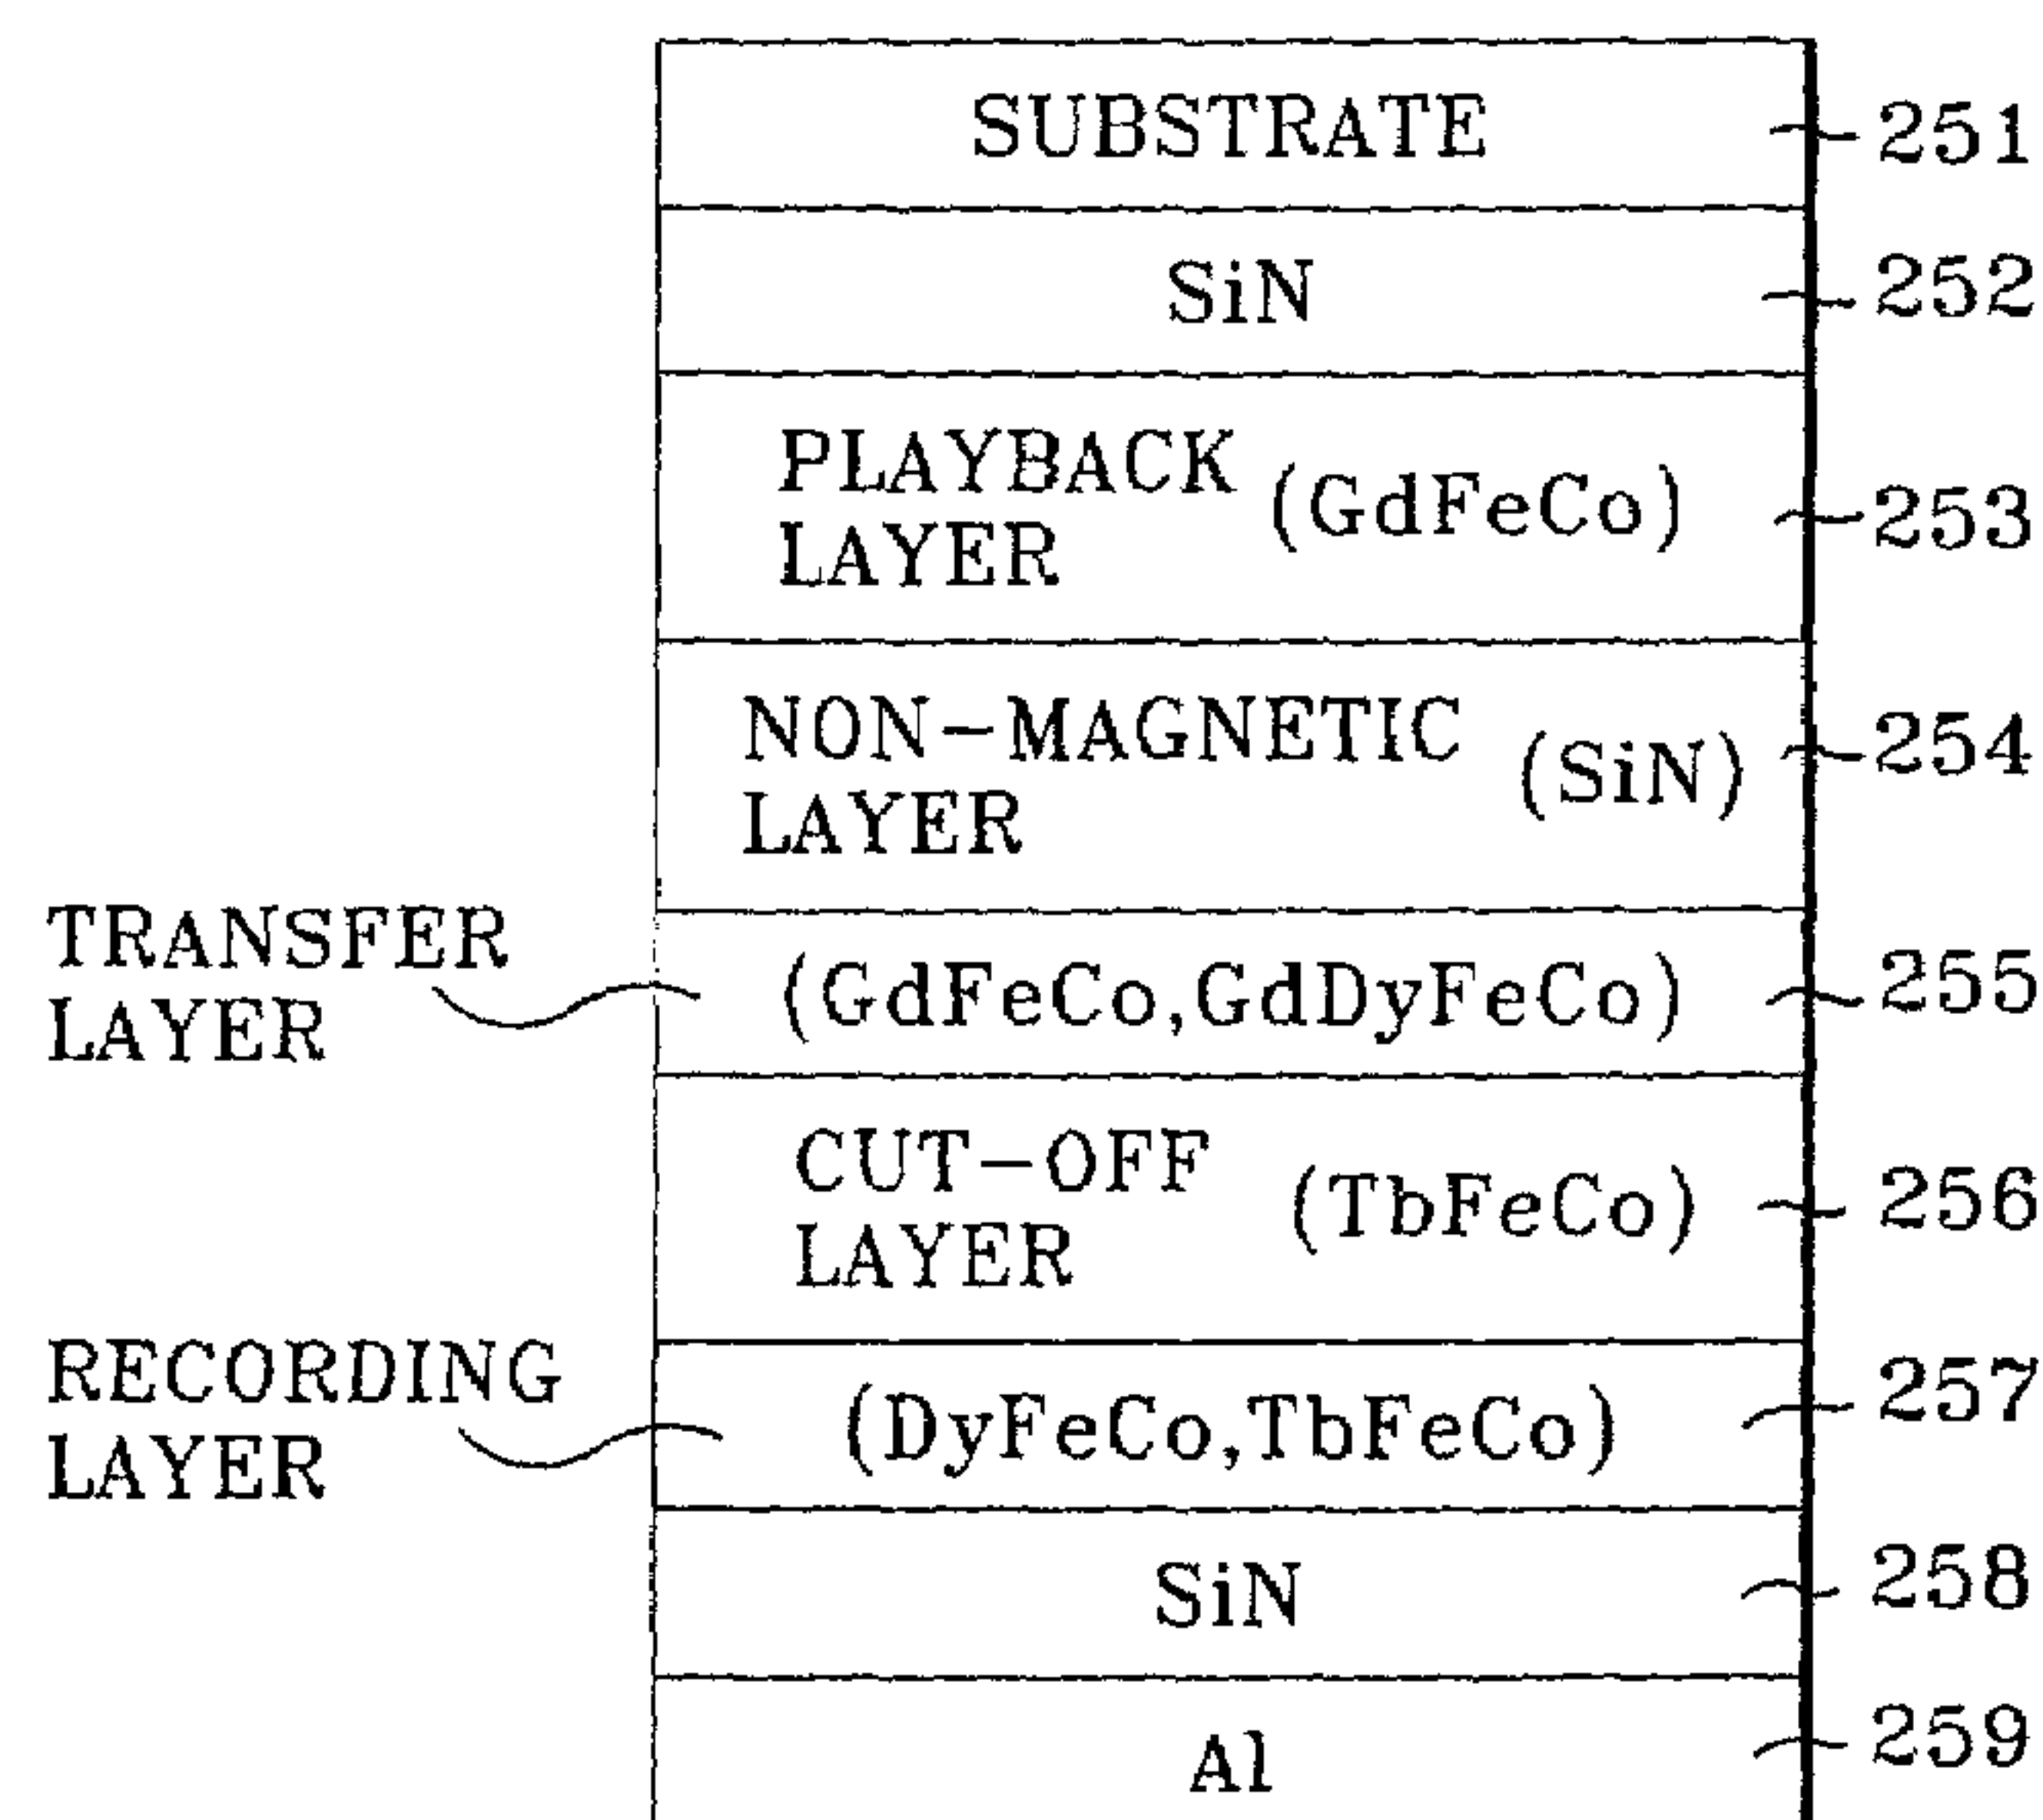 SUBSTRATE 251
SiN 252
PLAYBACK
LAYER
(GdFeCo) 253
NON-MAGNETIC
LAYER
(SiN) 254
TRANSFER
LAYER
(GdFeCo,GdDyFeCo) 255
CUT-OFF
LAYER
(TbFeCo) 256
RECORDING
LAYER
(DyFeCo,TbFeCo) 257
SiN 258
Al 259